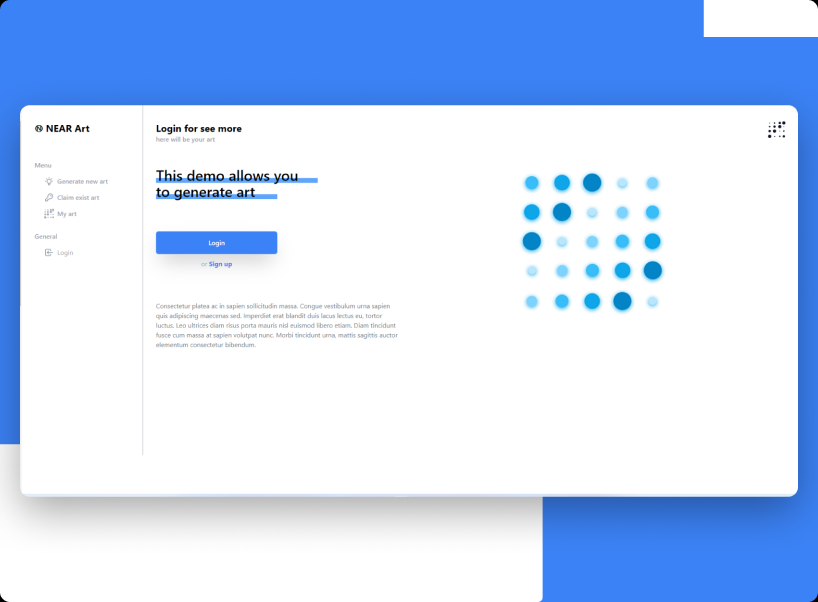 NEAR Art
Menu
Generate new art
Claim exist art
My art
General
Login
Login for see more
here will be your art
This demo allows you
to generate art
Login
or Sign up
Consectetur platea ac in sapien sollicitudin massa. Congue vestibulum urna sapien
quis adipiscing maecenas sed. Imperdiet erat blandit duis lacus lectus eu, tortor
luctus. Leo ultrices diam risus porta mauris nisl euismod libero etiam. Diam tincidunt
fusce cum massa at sapien volutpat nunc. Morbi tincidunt urna, mattis sagittis auctor
elementum consectetur bibendum.